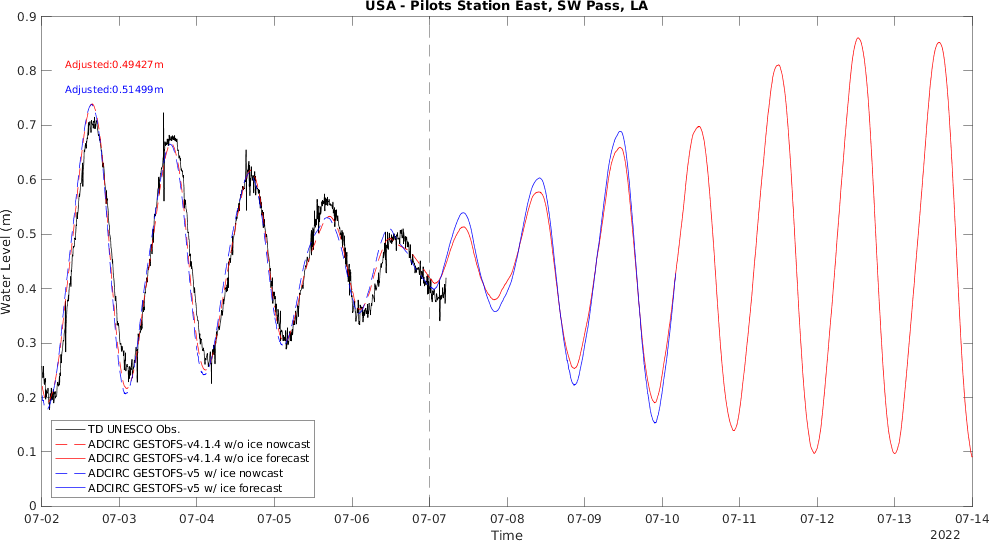 USA - Pilots Station East, SW Pass, LA
0.9
0.8
0.7
0.6
0.5
0.4
0.3
0.2
0.1
0
Water Level (m)
Adjusted:0.49427m
Adjusted:0.51499m
TD UNESCO Obs.
ADCIRC GESTOFS-v4.1.4 w/o ice nowcast
ADCIRC GESTOFS-v4.1.4 w/o ice forecast
ADCIRC GESTOFS-v5 w/ ice nowcast
ADCIRC GESTOFS-v5 w/ ice forecast
07-02 07-03 07-04 07-05 07-06 07-07 07-08 07-09 07-10 07-11 07-12 07-13 07-14
Time
2022